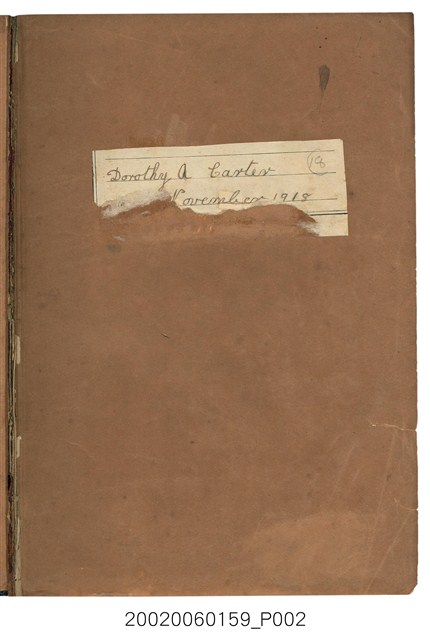 18
Dorothy A Carter
November 1918
20020060159_P002